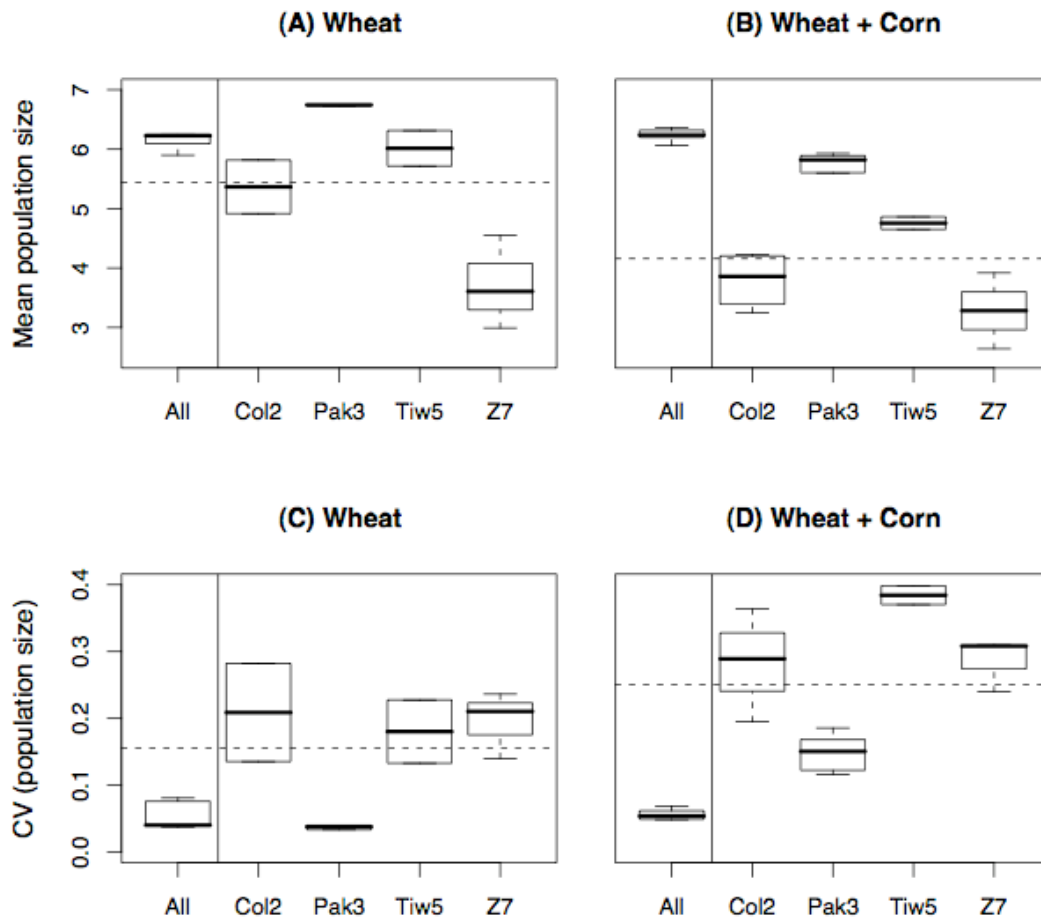 (A) Wheat
Mean population size
7
6
5
4
3
All Col2 Pak3 Tiw5 Z7
(B) Wheat + Corn
All Col2 Pak3 Tiw5 Z7
(C) Wheat
CV (population size)
0.4
0.3
0.2
0.1
0.0
All Col2 Pak3 Tiw5 Z7
(D) Wheat + Corn
All Col2 Pak3 Tiw5 Z7